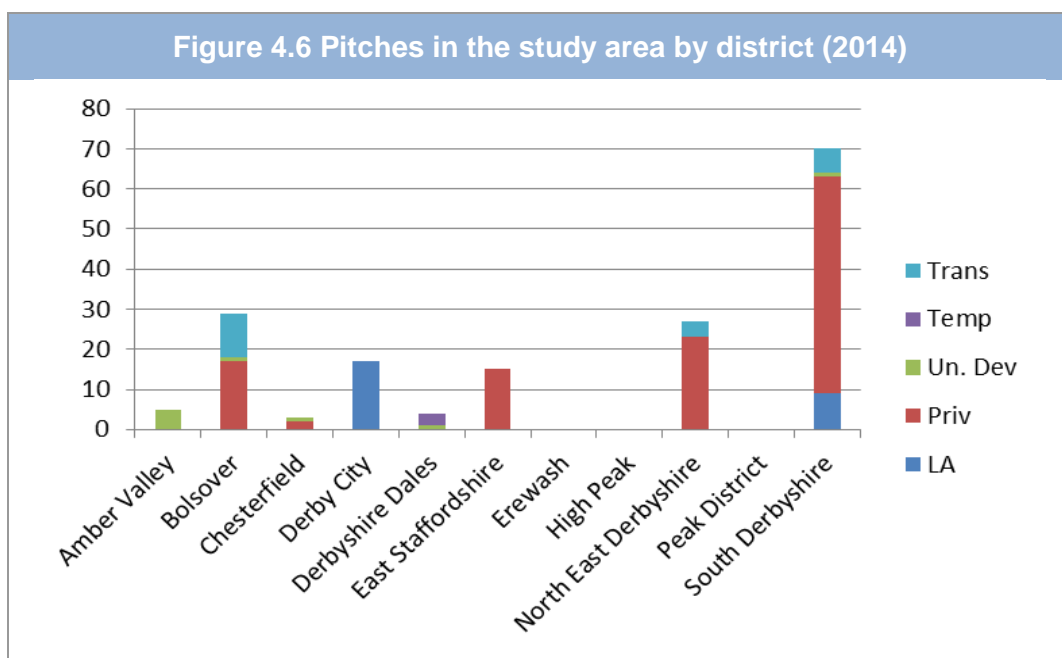 Figure 4.6 Pitches in the study area by district (2014)
80
70
60
50
40
30
20
10
0
Trans
Temp
Un. Dev
Priv
LA
Amber Valley
Bolsover
Chesterfield
Derby City
Derbyshire Dales
East Staffordshire
Erewash
High Peak
North East Derbyshire
Peak District
South Derbyshire